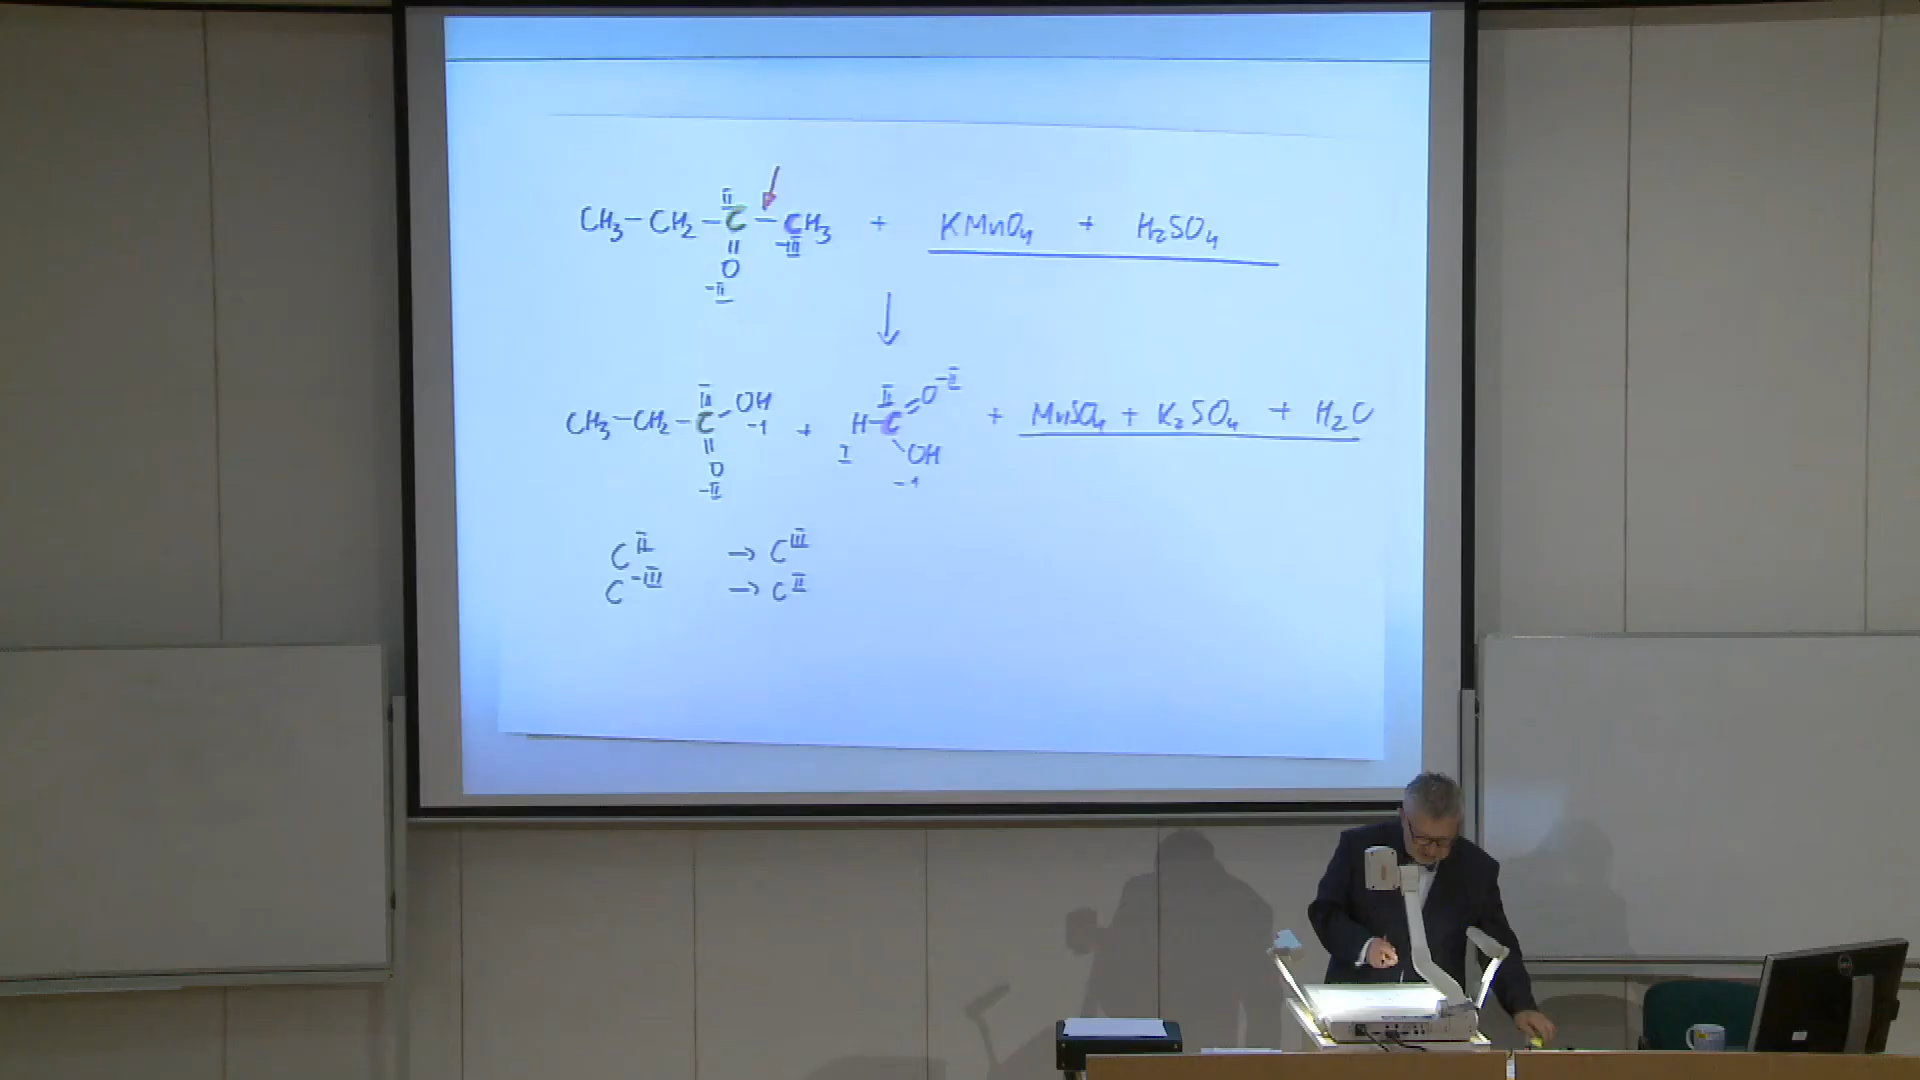 II
CH₃–CH₂–C–CH₃ + KMnO₄ + H₂SO₄
-III
O
-II
↓
CH₃–CH₂–C–OH + H–C=O + MnSO₄ + K₂SO₄ + H₂O
III -1 II -II
O I OH
-II -1
C^II → C^III
C^-III → C^II
DELL